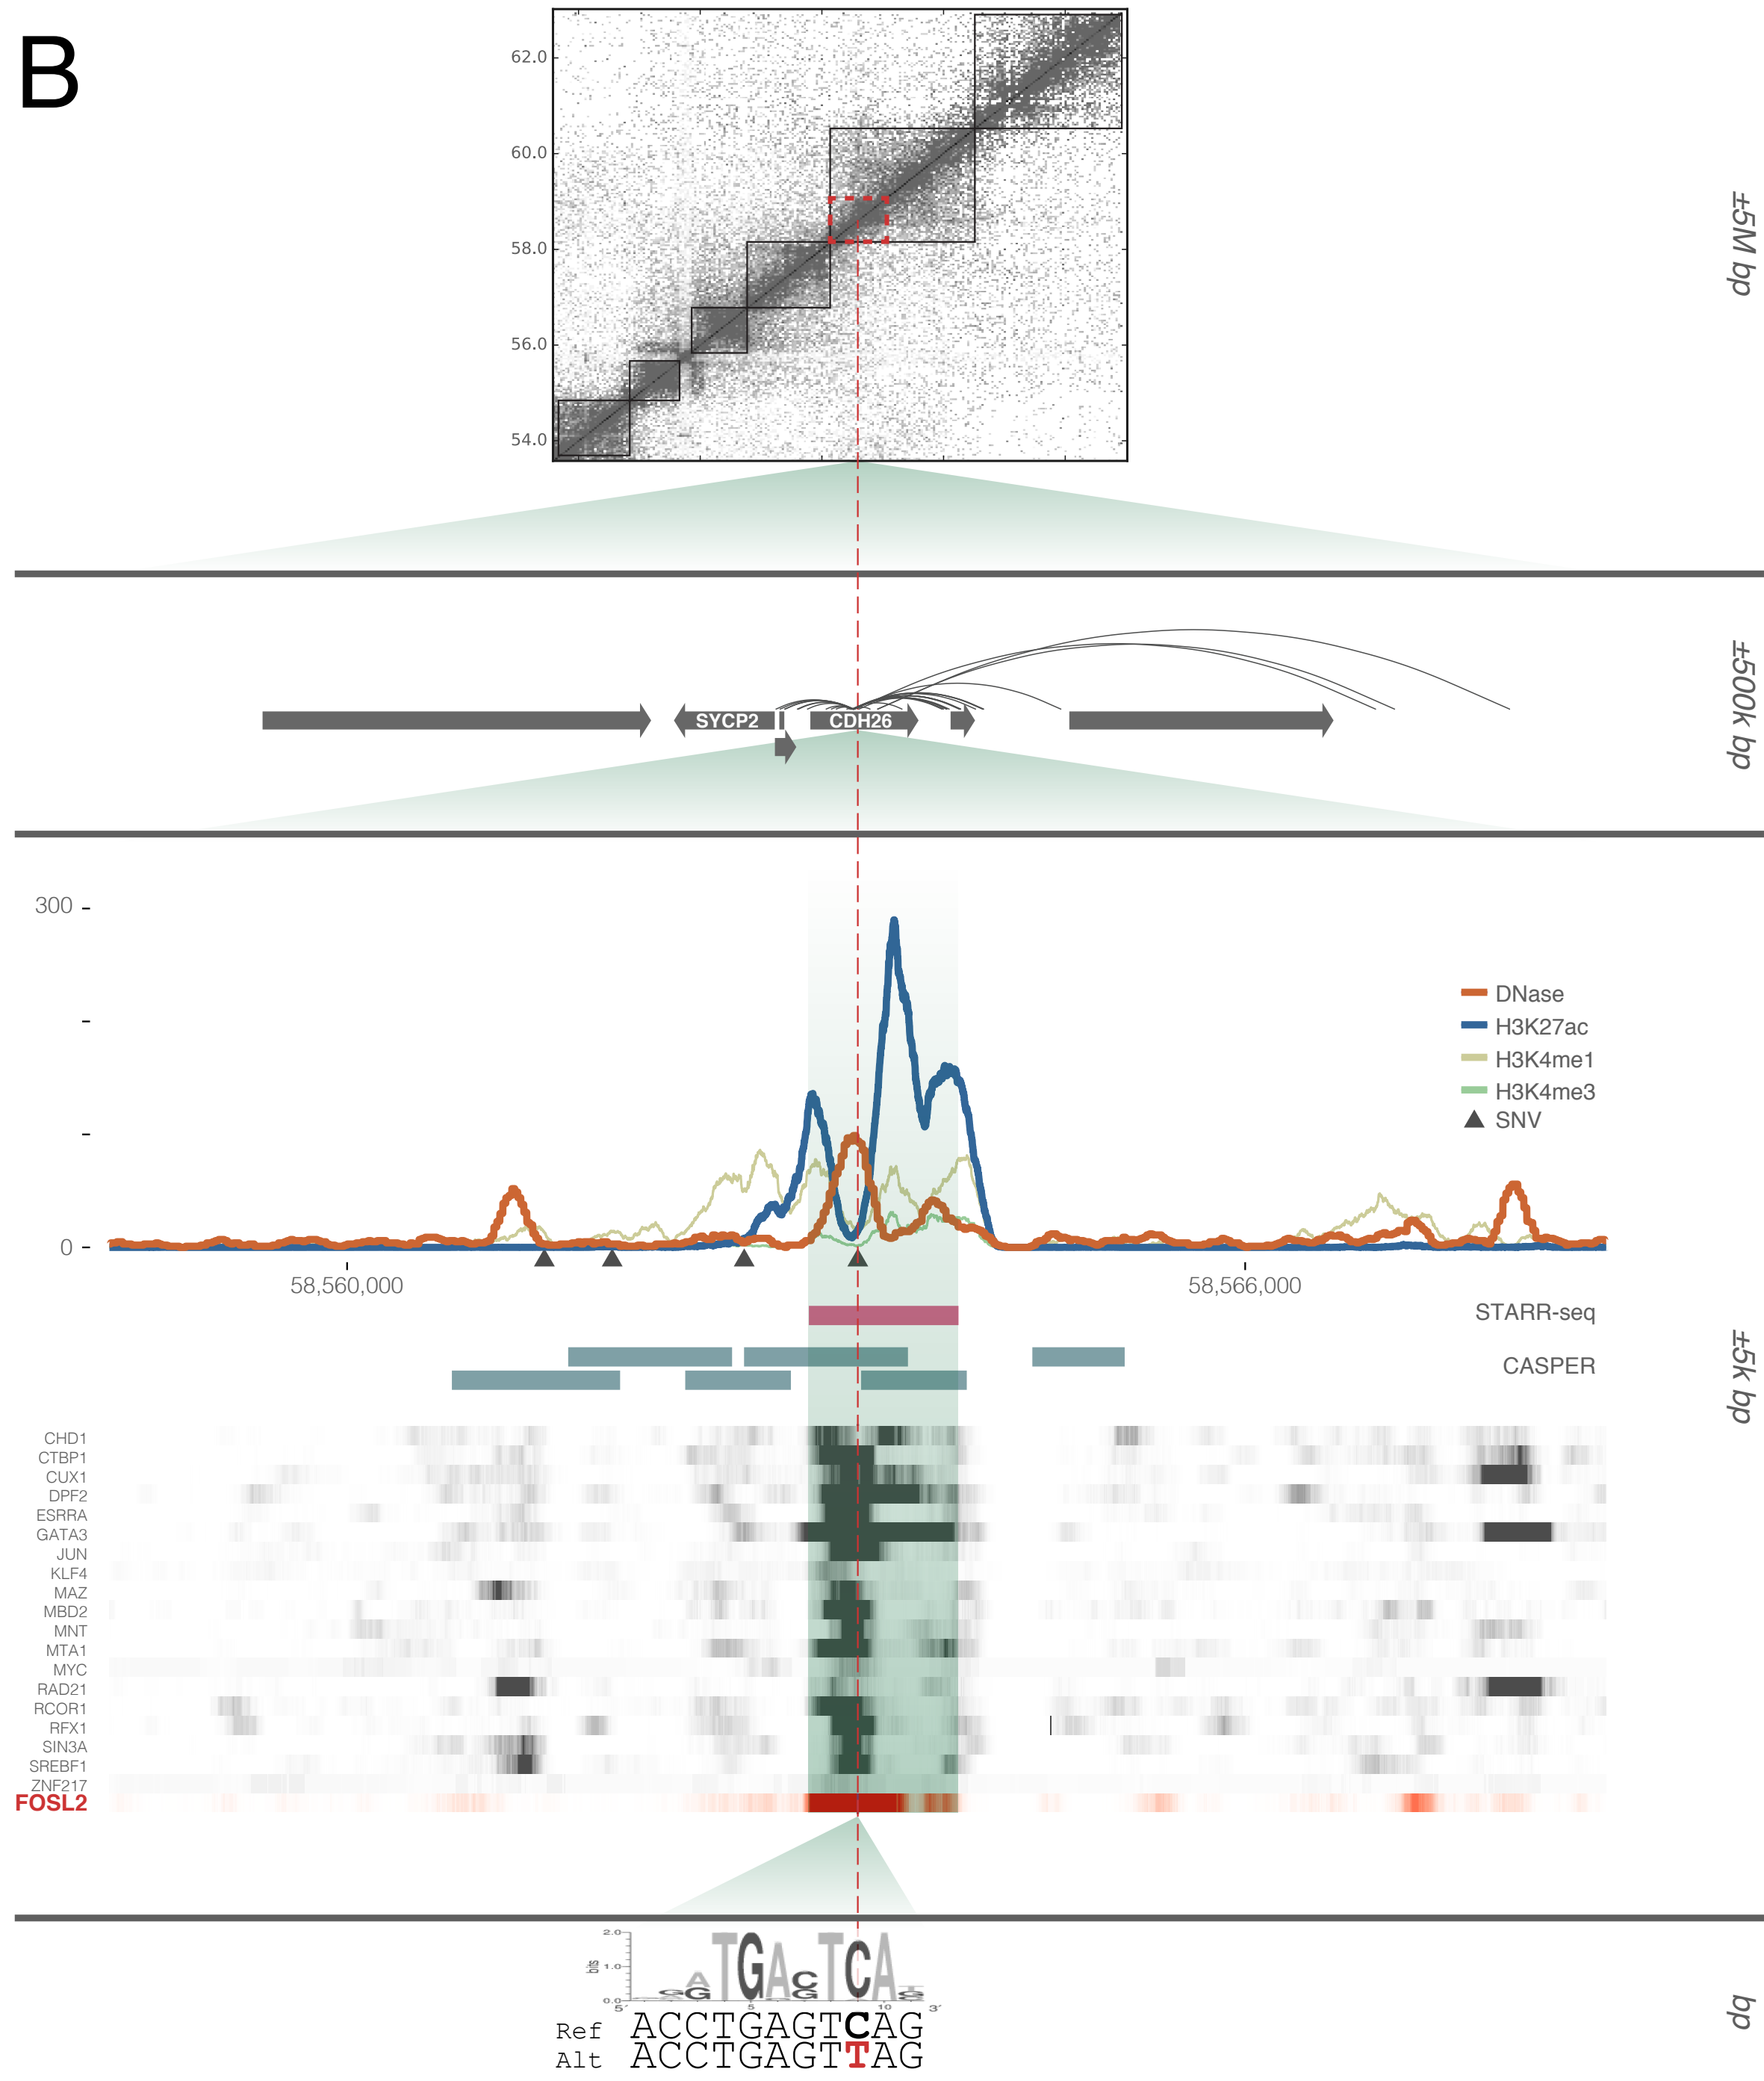 B
62.0
60.0
58.0
56.0
54.0
±5M bp
SYCP2
CDH26
±500k bp
300
0
DNase
H3K27ac
H3K4me1
H3K4me3
SNV
58,560,000
58,566,000
STARR-seq
CASPER
±5k bp
CHD1
CTBP1
CUX1
DPF2
ESRRA
GATA3
JUN
KLF4
MAZ
MBD2
MNT
MTA1
MYC
RAD21
RCOR1
RFX1
SIN3A
SREBF1
ZNF217
FOSL2
2.0
bits
1.0
0.0
TGA TCA
5′ 5 10 3′
Ref ACCTGAGTCAG
Alt ACCTGAGTTAG
bp